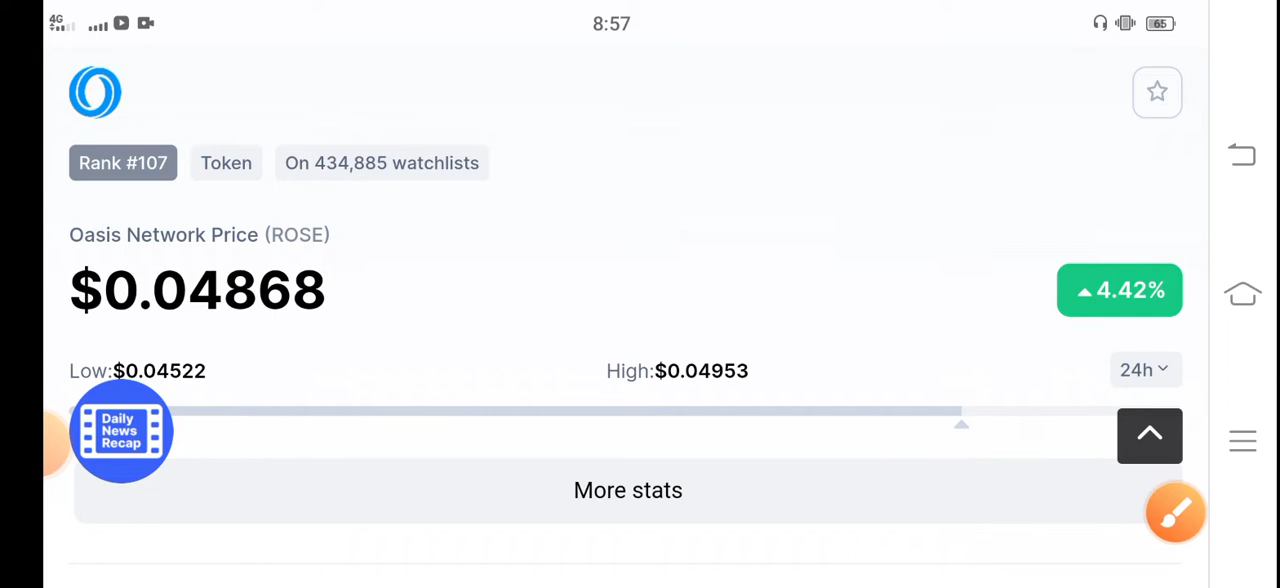 4G
8:57
65
Rank #107 Token On 434,885 watchlists
Oasis Network Price (ROSE)
$0.04868
4.42%
Low:$0.04522 High:$0.04953 24h
Daily
News
Recap
More stats